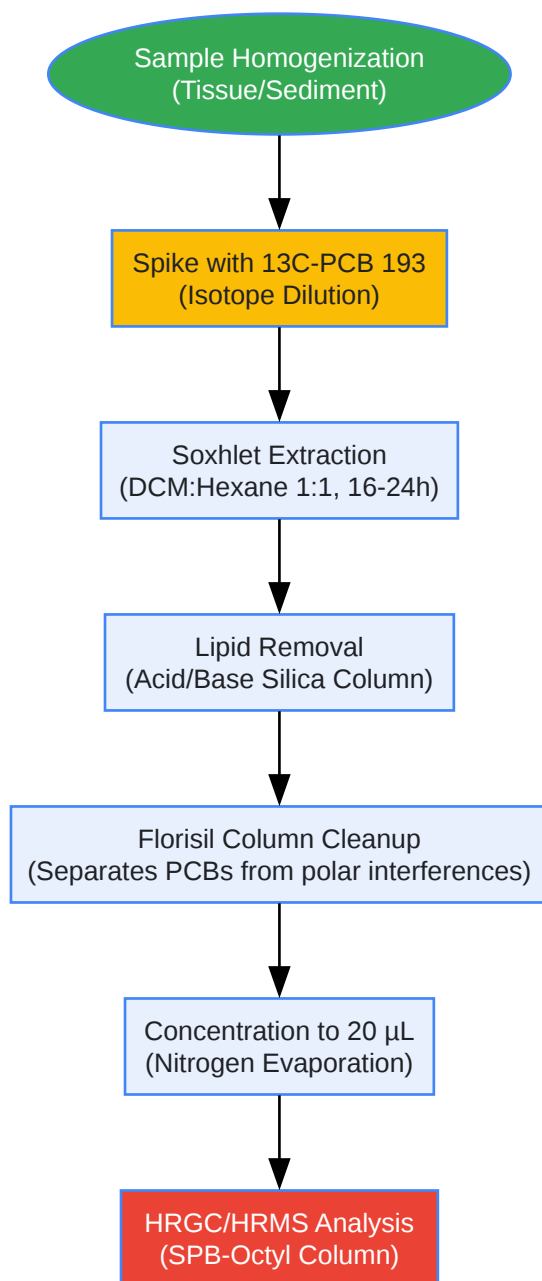 Sample Homogenization
(Tissue/Sediment)
Spike with 13C-PCB 193
(Isotope Dilution)
Soxhlet Extraction
(DCM:Hexane 1:1, 16-24h)
Lipid Removal
(Acid/Base Silica Column)
Florisil Column Cleanup
(Separates PCBs from polar interferences)
Concentration to 20 µL
(Nitrogen Evaporation)
HRGC/HRMS Analysis
(SPB-Octyl Column)